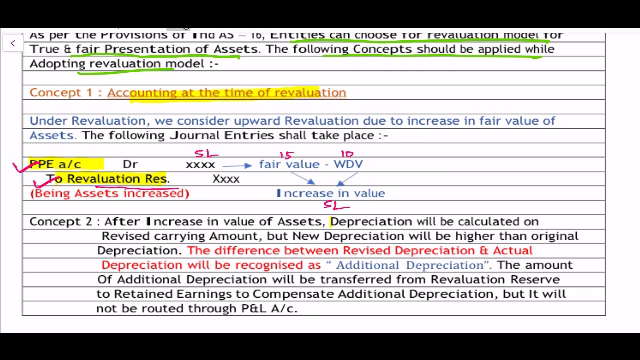 As per the Provisions of Ind AS – 16, Entities can choose for revaluation model for
True & fair Presentation of Assets. The following Concepts should be applied while
Adopting revaluation model :-
Concept 1 : Accounting at the time of revaluation
Under Revaluation, we consider upward Revaluation due to increase in fair value of
Assets. The following Journal Entries shall take place :-
5L 15 10
PPE a/c Dr xxxx fair value - WDV
To Revaluation Res. Xxxx Increase in value
(Being Assets increased) 5L
Concept 2 : After Increase in value of Assets, Depreciation will be calculated on
Revised carrying Amount, but New Depreciation will be higher than original
Depreciation. The difference between Revised Depreciation & Actual
Depreciation will be recognised as " Additional Depreciation". The amount
Of Additional Depreciation will be transferred from Revaluation Reserve
to Retained Earnings to Compensate Additional Depreciation, but it will
not be routed through P&L A/c.